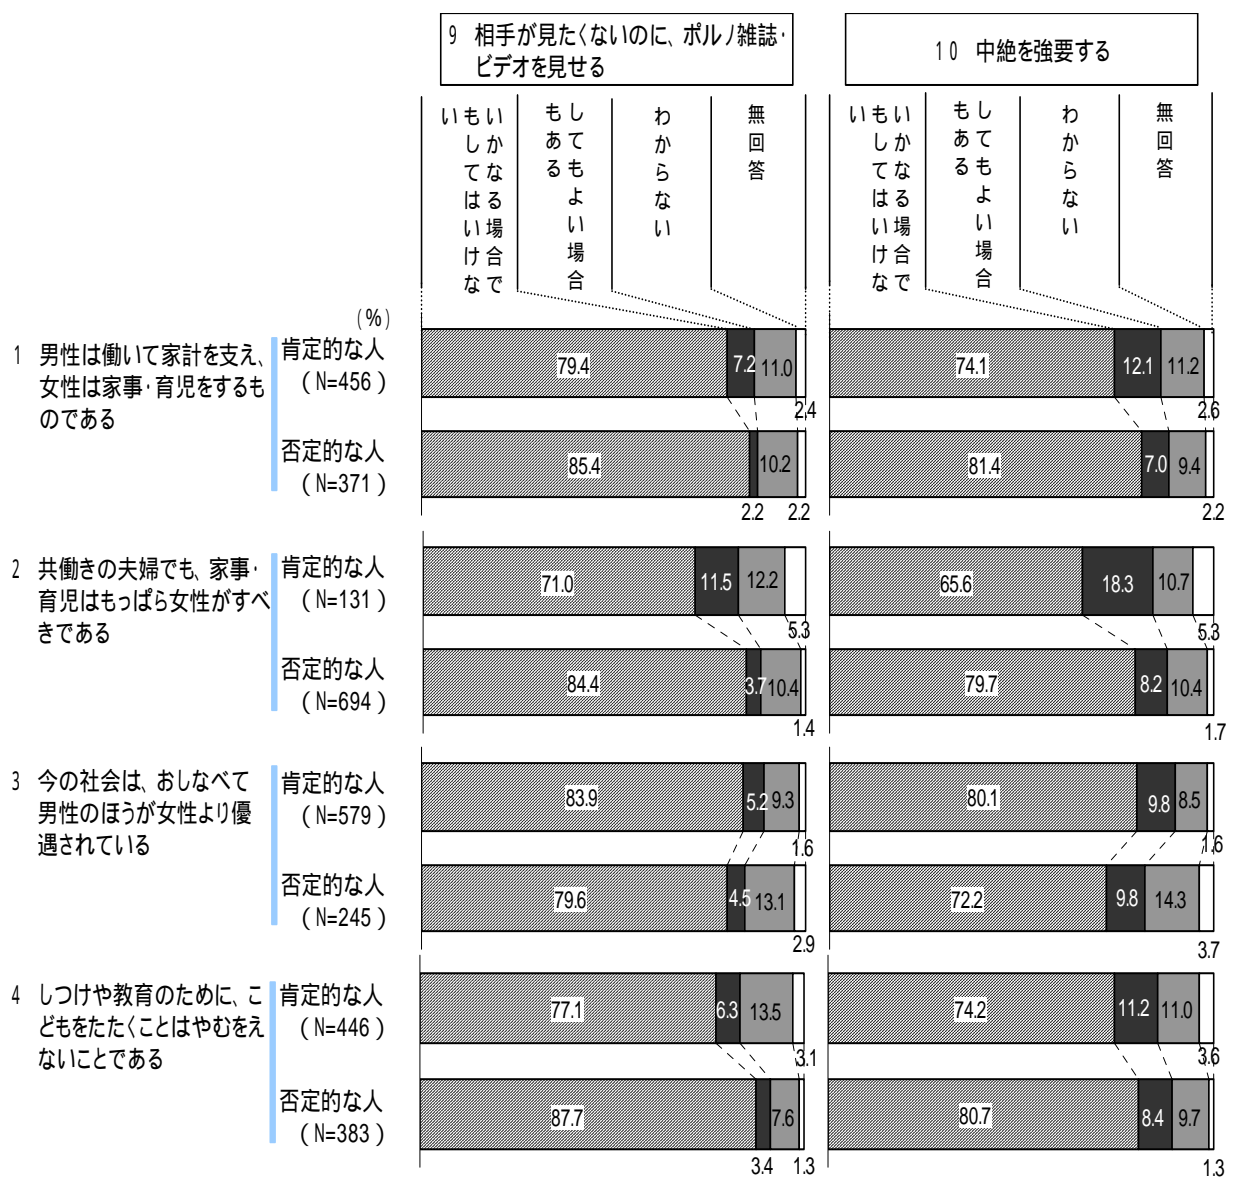 9 相手が見たくないのに、ポルノ雑誌・
ビデオを見せる
10 中絶を強要する
いかなる場合で
もしてはいけな
い
してもよい場合
もある
わからない
無回答
いかなる場合で
もしてはいけな
い
してもよい場合
もある
わからない
無回答
(%)
1 男性は働いて家計を支え、
女性は家事・育児をするも
のである
肯定的な人
(N=456)
79.4 7.2 11.0 2.4
74.1 12.1 11.2 2.6
否定的な人
(N=371)
85.4 2.2 10.2 2.2
81.4 7.0 9.4 2.2
2 共働きの夫婦でも、家事・
育児はもっぱら女性がすべ
きである
肯定的な人
(N=131)
71.0 11.5 12.2 5.3
65.6 18.3 10.7 5.3
否定的な人
(N=694)
84.4 3.7 10.4 1.4
79.7 8.2 10.4 1.7
3 今の社会は、おしなべて
男性のほうが女性より優
遇されている
肯定的な人
(N=579)
83.9 5.2 9.3 1.6
80.1 9.8 8.5 1.6
否定的な人
(N=245)
79.6 4.5 13.1 2.9
72.2 9.8 14.3 3.7
4 しつけや教育のために、こ
どもをたたくことはやむをえ
ないことである
肯定的な人
(N=446)
77.1 6.3 13.5 3.1
74.2 11.2 11.0 3.6
否定的な人
(N=383)
87.7 3.4 7.6 1.3
80.7 8.4 9.7 1.3